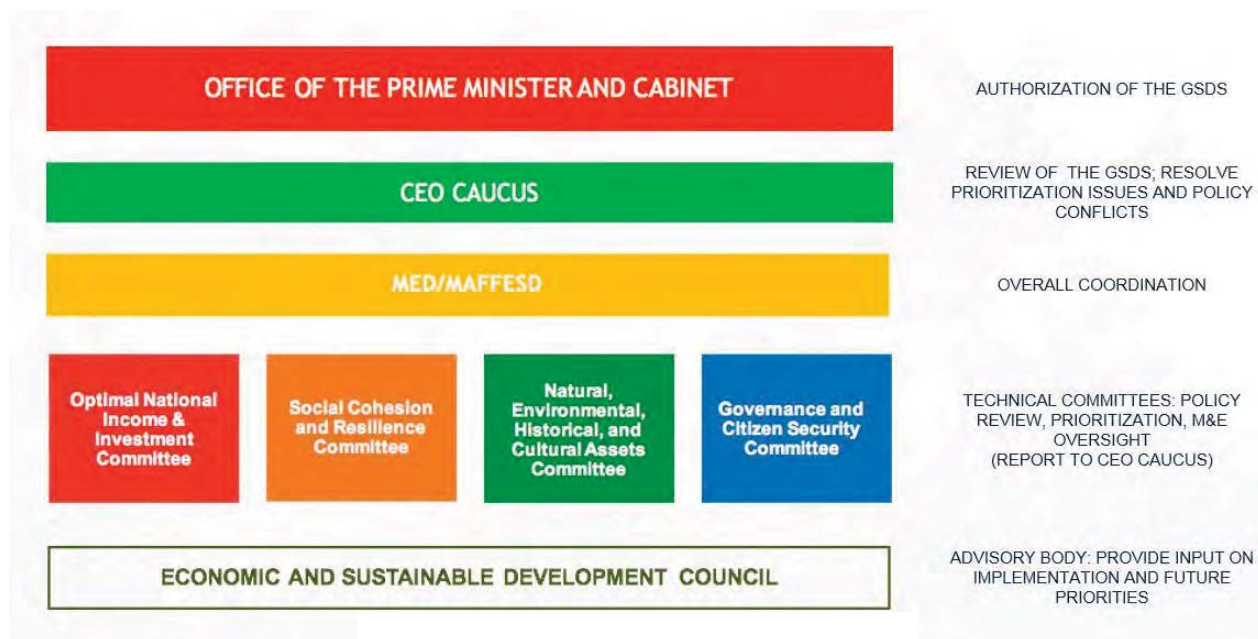 OFFICE OF THE PRIME MINISTER AND CABINET
AUTHORIZATION OF THE GSDS
CEO CAUCUS
REVIEW OF THE GSDS; RESOLVE
PRIORITIZATION ISSUES AND POLICY
CONFLICTS
MED/MAFFESD
OVERALL COORDINATION
Optimal National
Income &
Investment
Committee
Social Cohesion
and Resilience
Committee
Natural,
Environmental,
Historical, and
Cultural Assets
Committee
Governance and
Citizen Security
Committee
TECHNICAL COMMITTEES: POLICY
REVIEW, PRIORITIZATION, M&E
OVERSIGHT
(REPORT TO CEO CAUCUS)
ECONOMIC AND SUSTAINABLE DEVELOPMENT COUNCIL
ADVISORY BODY: PROVIDE INPUT ON
IMPLEMENTATION AND FUTURE
PRIORITIES